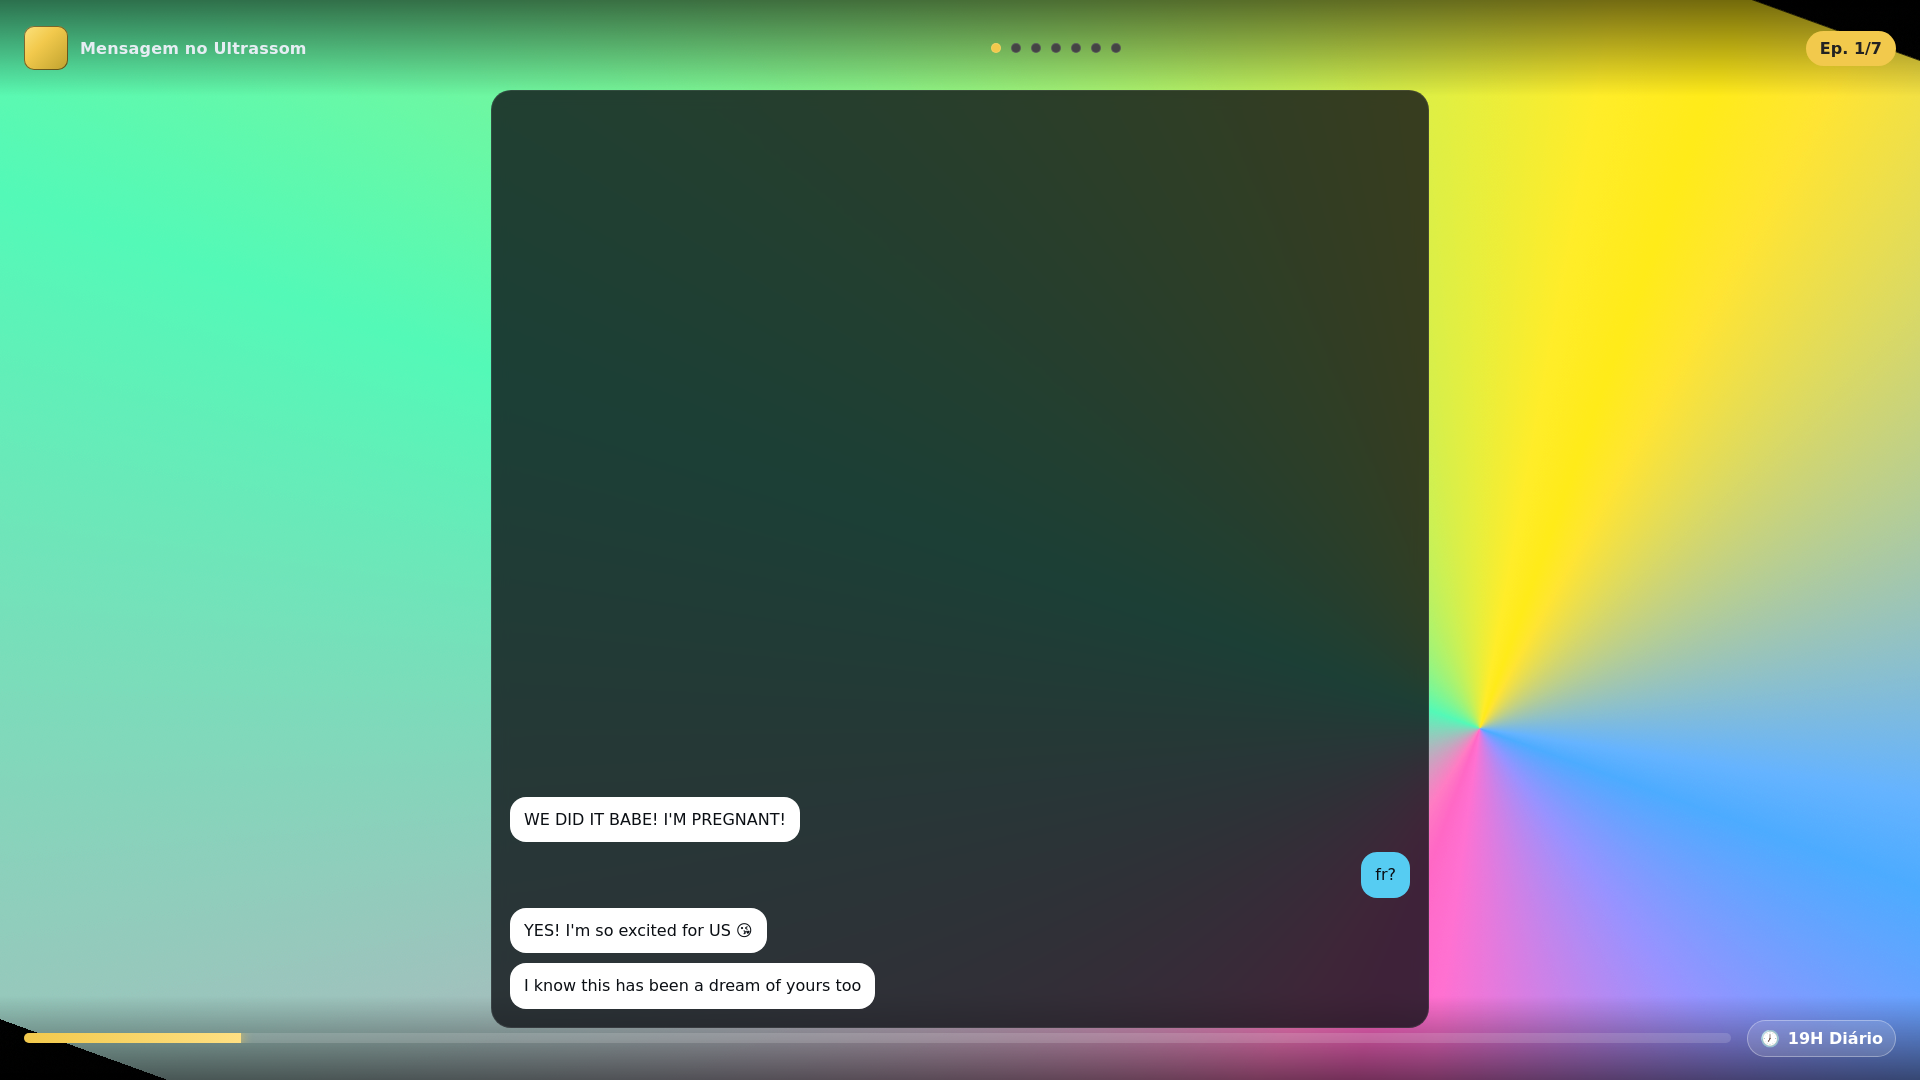 Mensagem no Ultrassom
Ep. 1/7
WE DID IT BABE! I'M PREGNANT!
fr?
YES! I'm so excited for US 😘
I know this has been a dream of yours too
🕖 19H Diário